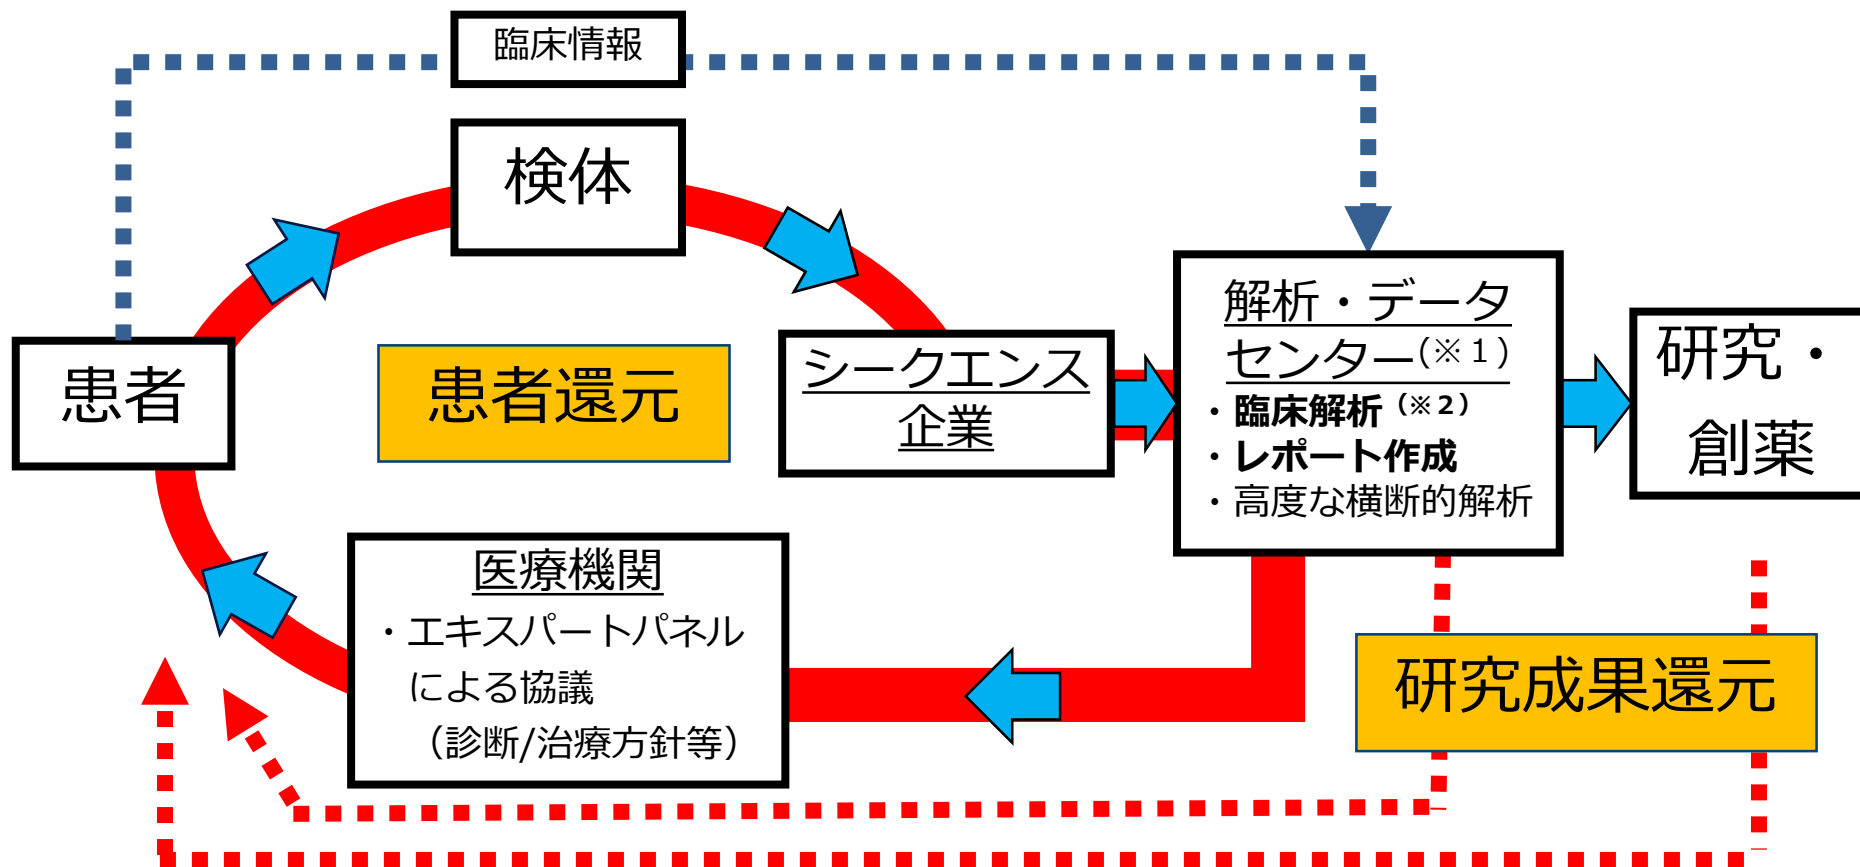 臨床情報
検体
患者
患者還元
シークエンス
企業
解析・データ
センター(※１)
・臨床解析（※２）
・レポート作成
・高度な横断的解析
研究・
創薬
医療機関
・エキスパートパネル
による協議
（診断/治療方針等）
研究成果還元